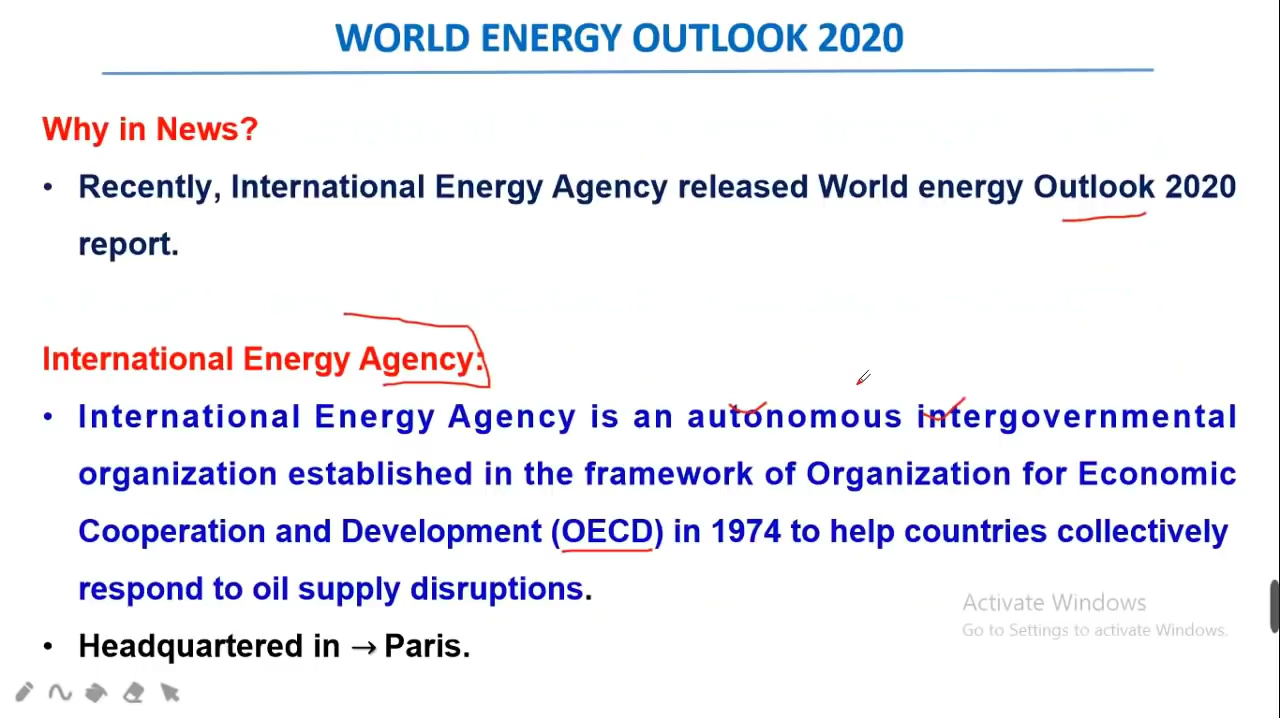 WORLD ENERGY OUTLOOK 2020
Why in News?
• Recently, International Energy Agency released World energy Outlook 2020
report.
International Energy Agency:
• International Energy Agency is an autonomous intergovernmental
organization established in the framework of Organization for Economic
Cooperation and Development (OECD) in 1974 to help countries collectively
respond to oil supply disruptions.
Activate Windows
Go to Settings to activate Windows.
• Headquartered in → Paris.